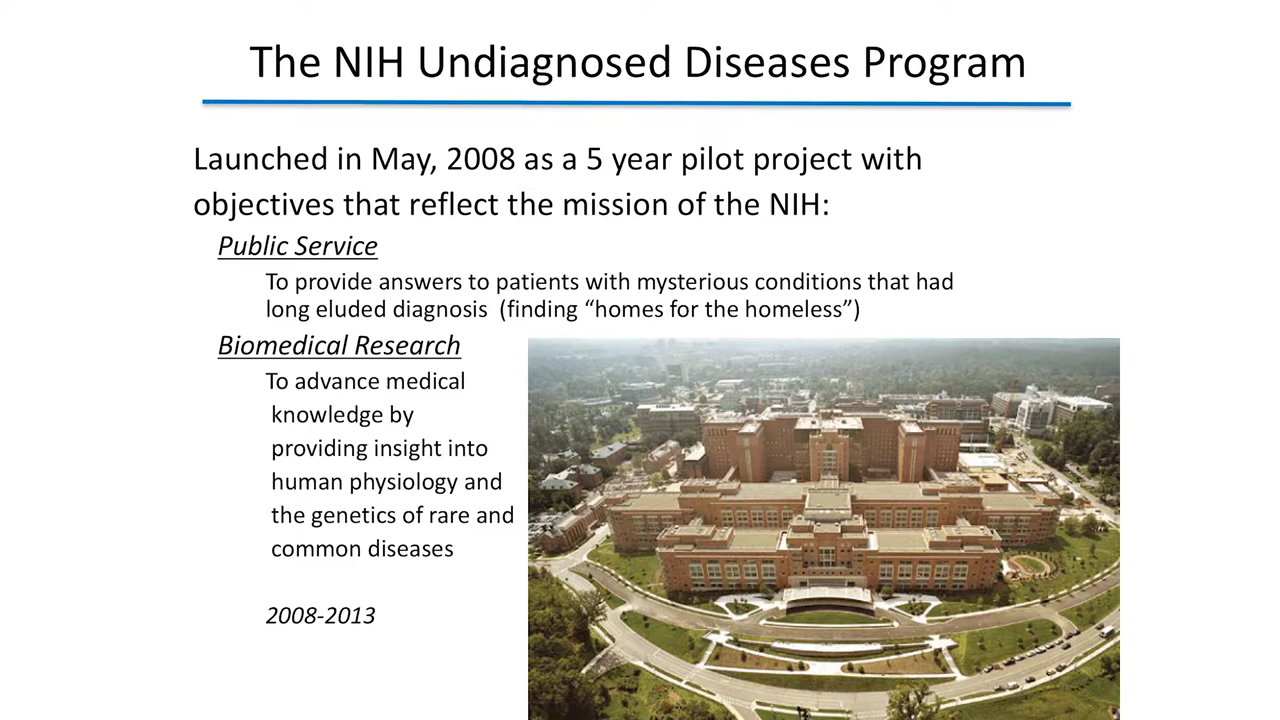 The NIH Undiagnosed Diseases Program
Launched in May, 2008 as a 5 year pilot project with
objectives that reflect the mission of the NIH:
Public Service
To provide answers to patients with mysterious conditions that had
long eluded diagnosis (finding “homes for the homeless”)
Biomedical Research
To advance medical
knowledge by
providing insight into
human physiology and
the genetics of rare and
common diseases
2008-2013